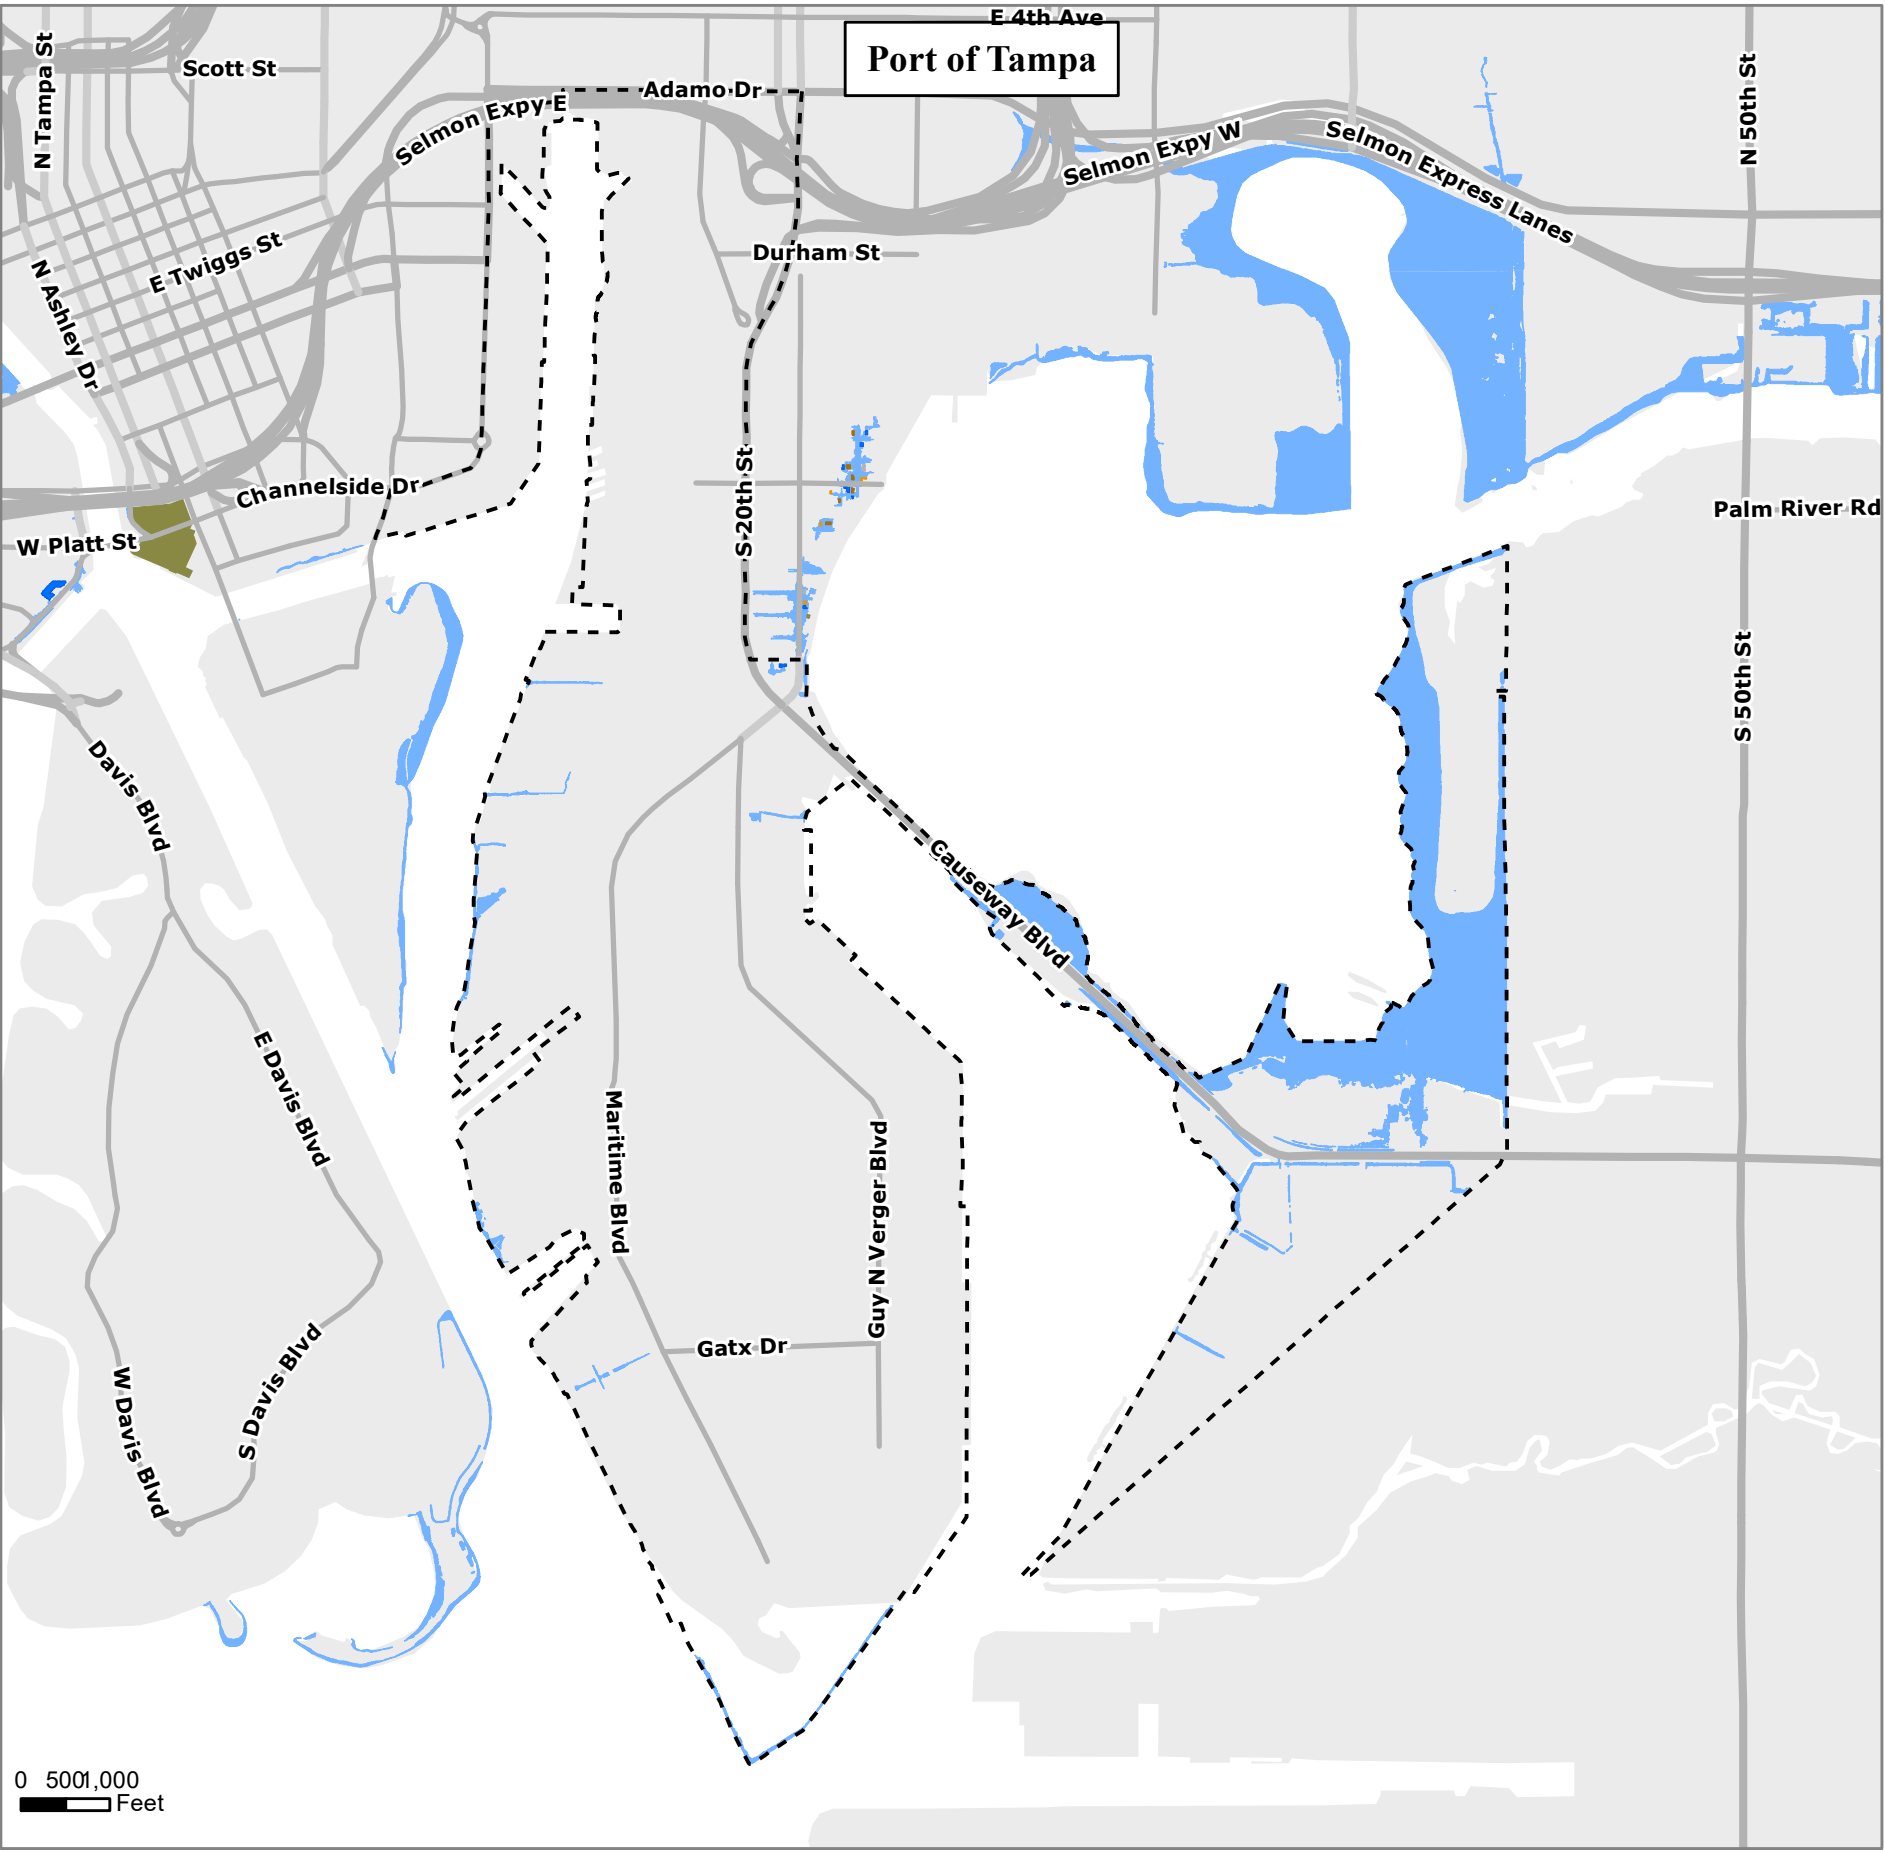 E 4th Ave
Port of Tampa
N Tampa St
Scott St
Adamo Dr
Selmon Expy E
Selmon Expy W
Selmon Express Lanes
N 50th St
E Twiggs St
Durham St
N Ashley Dr
Channelside Dr
S 20th St
W Platt St
Palm River Rd
S 50th St
Davis Blvd
Causeway Blvd
E Davis Blvd
Maritime Blvd
Guy N Verger Blvd
Gatx Dr
S Davis Blvd
W Davis Blvd
0 500 1,000
Feet